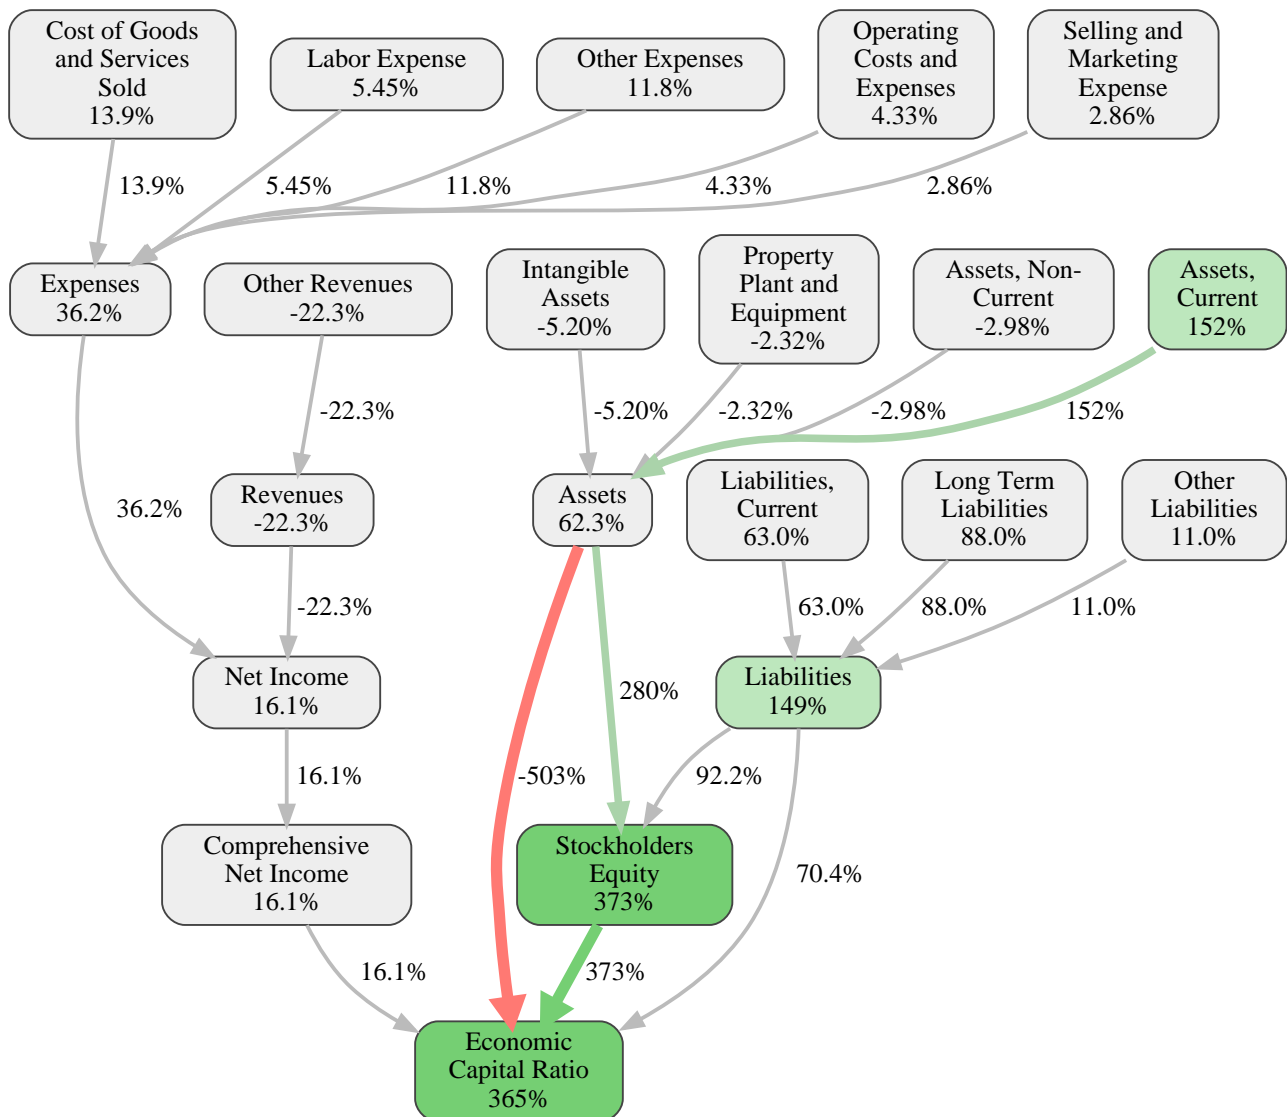 Cost of Goods
and Services
Sold
13.9%
Labor Expense
5.45%
Other Expenses
11.8%
Operating
Costs and
Expenses
4.33%
Selling and
Marketing
Expense
2.86%
13.9%
5.45%
11.8%
4.33%
2.86%
Expenses
36.2%
Other Revenues
-22.3%
Intangible
Assets
-5.20%
Property
Plant and
Equipment
-2.32%
Assets, Non-
Current
-2.98%
Assets,
Current
152%
-22.3%
-5.20%
-2.32%
-2.98%
152%
36.2%
Revenues
-22.3%
Assets
62.3%
Liabilities,
Current
63.0%
Long Term
Liabilities
88.0%
Other
Liabilities
11.0%
-22.3%
63.0%
88.0%
11.0%
Net Income
16.1%
280%
Liabilities
149%
16.1%
-503%
92.2%
Comprehensive
Net Income
16.1%
Stockholders
Equity
373%
70.4%
16.1%
373%
Economic
Capital Ratio
365%